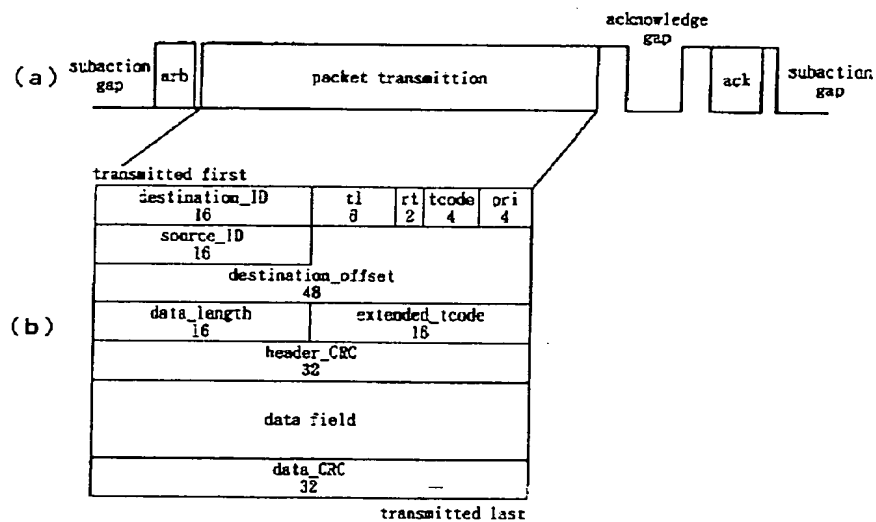 acknowledge
gap
(a)
subaction
gap
arb
packet transmittion
ack
subaction
gap
transmitted first
destination_ID
16
tl
6
rt
2
tcode
4
pri
4
source_ID
16
destination_offset
48
(b)
data_length
16
extended_tcode
16
header_CRC
32
data field
data_CRC
32
transmitted last